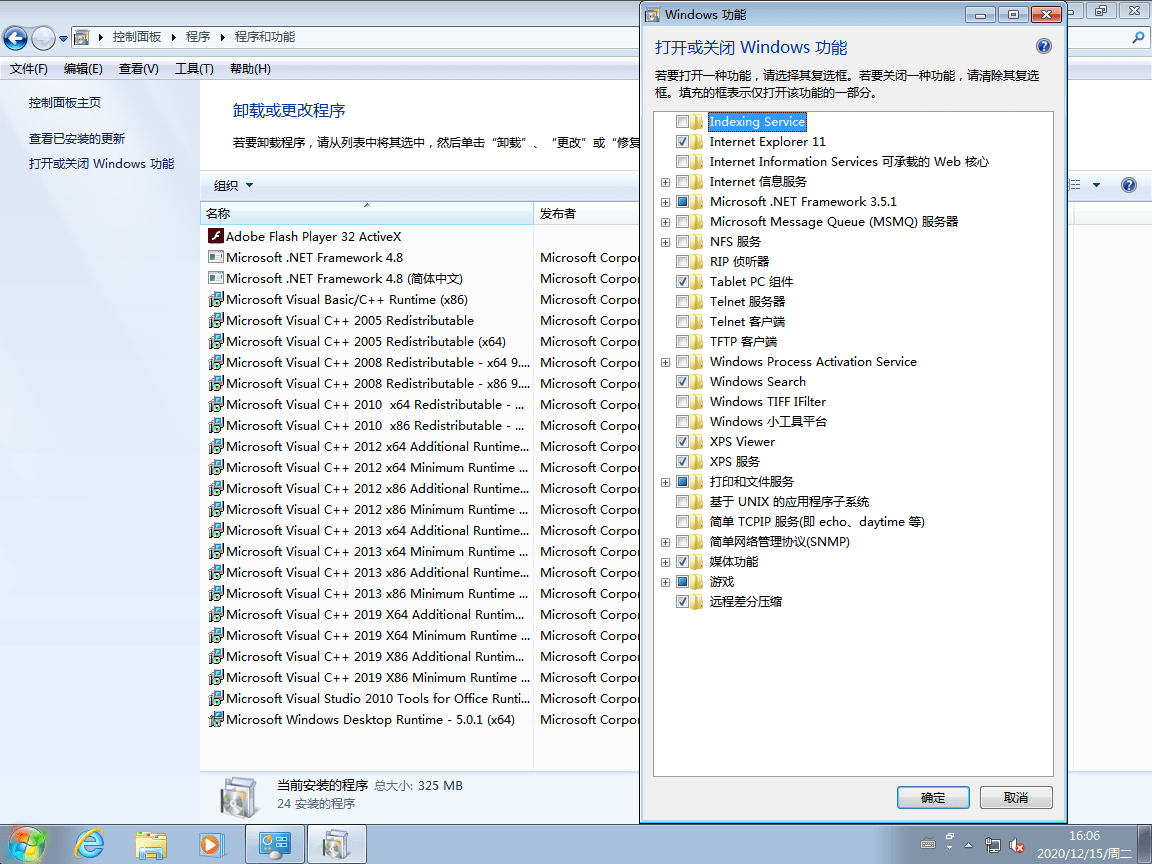 控制面板 程序 程序和功能
文件(F) 编辑(E) 查看(V) 工具(T) 帮助(H)
控制面板主页
查看已安装的更新
打开或关闭 Windows 功能
卸载或更改程序
若要卸载程序，请从列表中将其选中，然后单击“卸载”、“更改”或“修复
组织
名称 发布者
Adobe Flash Player 32 ActiveX
Microsoft .NET Framework 4.8 Microsoft Corpor
Microsoft .NET Framework 4.8 (简体中文) Microsoft Corpor
Microsoft Visual Basic/C++ Runtime (x86) Microsoft Corpor
Microsoft Visual C++ 2005 Redistributable Microsoft Corpor
Microsoft Visual C++ 2005 Redistributable (x64) Microsoft Corpor
Microsoft Visual C++ 2008 Redistributable - x64 9.... Microsoft Corpor
Microsoft Visual C++ 2008 Redistributable - x86 9.... Microsoft Corpor
Microsoft Visual C++ 2010 x64 Redistributable - ... Microsoft Corpor
Microsoft Visual C++ 2010 x86 Redistributable - ... Microsoft Corpor
Microsoft Visual C++ 2012 x64 Additional Runtime... Microsoft Corpor
Microsoft Visual C++ 2012 x64 Minimum Runtime ... Microsoft Corpor
Microsoft Visual C++ 2012 x86 Additional Runtime... Microsoft Corpor
Microsoft Visual C++ 2012 x86 Minimum Runtime ... Microsoft Corpor
Microsoft Visual C++ 2013 x64 Additional Runtime... Microsoft Corpor
Microsoft Visual C++ 2013 x64 Minimum Runtime ... Microsoft Corpor
Microsoft Visual C++ 2013 x86 Additional Runtime... Microsoft Corpor
Microsoft Visual C++ 2013 x86 Minimum Runtime ... Microsoft Corpor
Microsoft Visual C++ 2019 X64 Additional Runtim... Microsoft Corpor
Microsoft Visual C++ 2019 X64 Minimum Runtime ... Microsoft Corpor
Microsoft Visual C++ 2019 X86 Additional Runtim... Microsoft Corpor
Microsoft Visual C++ 2019 X86 Minimum Runtime ... Microsoft Corpor
Microsoft Visual Studio 2010 Tools for Office Runti... Microsoft Corpor
Microsoft Windows Desktop Runtime - 5.0.1 (x64) Microsoft Corpor
当前安装的程序 总大小: 325 MB
24 安装的程序
Windows 功能
打开或关闭 Windows 功能
若要打开一种功能，请选择其复选框。若要关闭一种功能，请清除其复选
框。填充的框表示仅打开该功能的一部分。
Indexing Service
Internet Explorer 11
Internet Information Services 可承载的 Web 核心
Internet 信息服务
Microsoft .NET Framework 3.5.1
Microsoft Message Queue (MSMQ) 服务器
NFS 服务
RIP 侦听器
Tablet PC 组件
Telnet 服务器
Telnet 客户端
TFTP 客户端
Windows Process Activation Service
Windows Search
Windows TIFF IFilter
Windows 小工具平台
XPS Viewer
XPS 服务
打印和文件服务
基于 UNIX 的应用程序子系统
简单 TCPIP 服务(即 echo、daytime 等)
简单网络管理协议(SNMP)
媒体功能
游戏
远程差分压缩
确定 取消
16:06
2020/12/15/周二